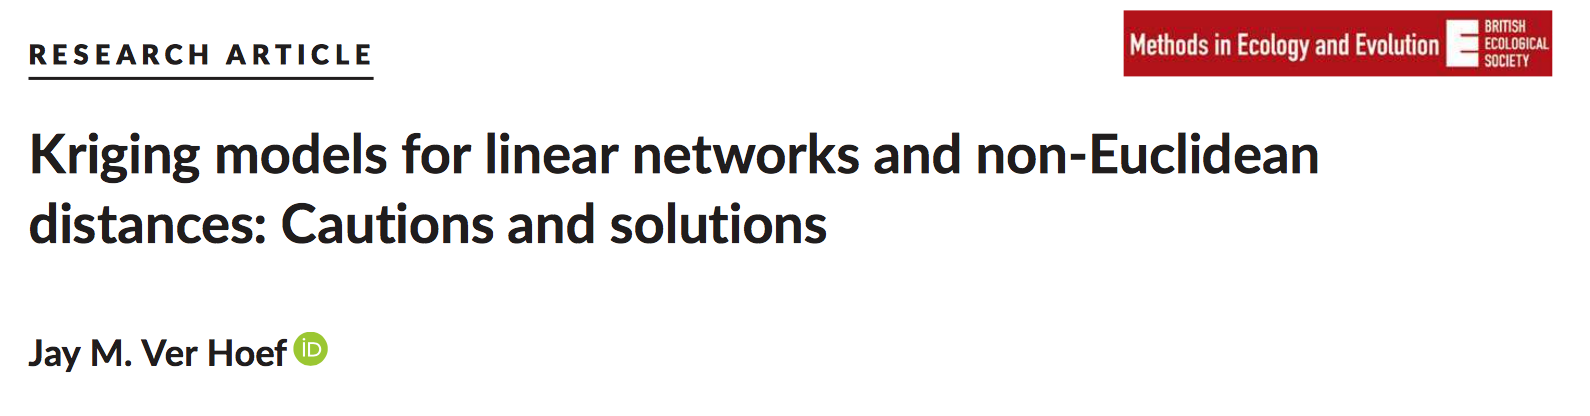 RESEARCH ARTICLE
Methods in Ecology and Evolution
BRITISH
ECOLOGICAL
SOCIETY
Kriging models for linear networks and non-Euclidean
distances: Cautions and solutions
Jay M. Ver Hoef iD